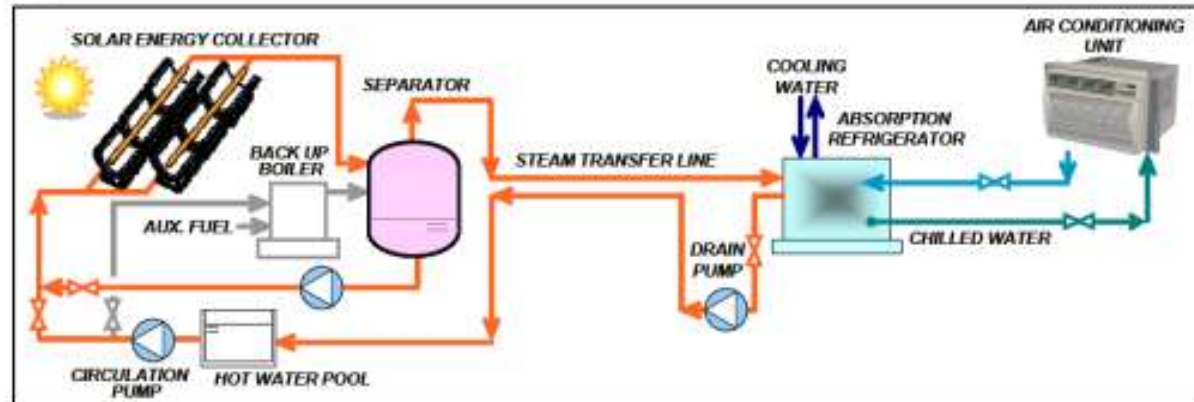 SOLAR ENERGY COLLECTOR
AIR CONDITIONING
UNIT
SEPARATOR
COOLING
WATER
ABSORPTION
REFRIGERATOR
BACK UP
BOILER
STEAM TRANSFER LINE
AUX. FUEL
DRAIN
PUMP
CHILLED WATER
CIRCULATION
PUMP
HOT WATER POOL